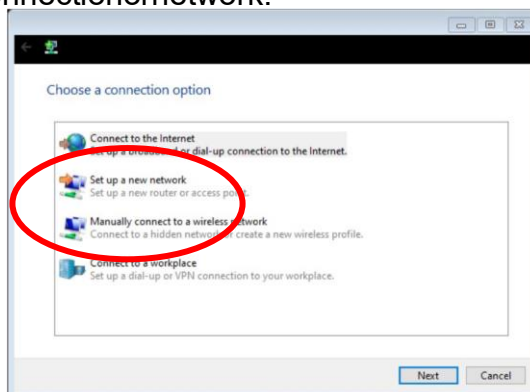 nnectionornetwork.
Choose a connection option
Connect to the Internet
Set up a broadband or dial-up connection to the Internet.
Set up a new network
Set up a new router or access point.
Manually connect to a wireless network
Connect to a hidden network or create a new wireless profile.
Connect to a workplace
Set up a dial-up or VPN connection to your workplace.
Next Cancel